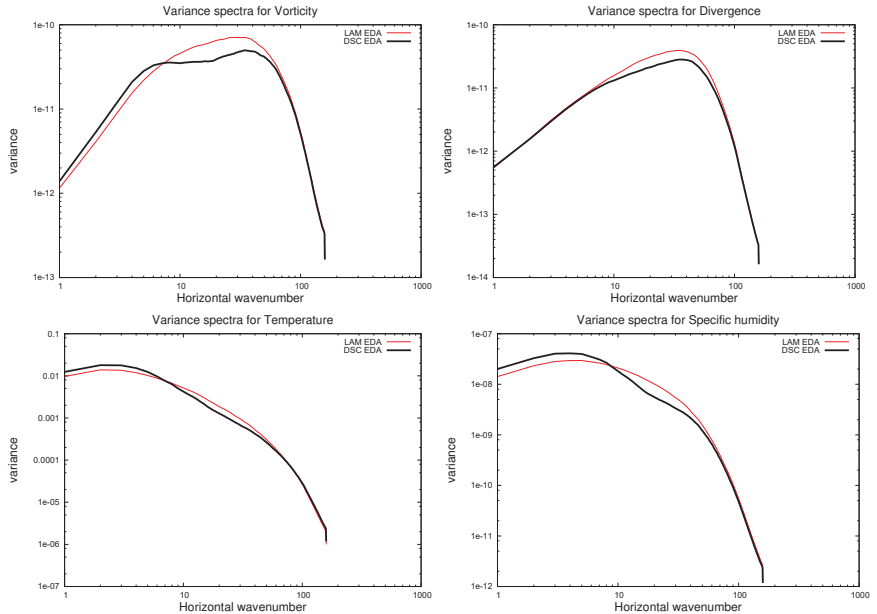 Variance spectra for Vorticity
1e-10
1e-11
1e-12
1e-13
variance
LAM EDA
DSC EDA
1 10 100 1000
Horizontal wavenumber
Variance spectra for Divergence
1e-10
1e-11
1e-12
1e-13
1e-14
variance
LAM EDA
DSC EDA
1 10 100 1000
Horizontal wavenumber
Variance spectra for Temperature
0.1
0.01
0.001
0.0001
1e-05
1e-06
1e-07
variance
LAM EDA
DSC EDA
1 10 100 1000
Horizontal wavenumber
Variance spectra for Specific humidity
1e-07
1e-08
1e-09
1e-10
1e-11
1e-12
variance
LAM EDA
DSC EDA
1 10 100 1000
Horizontal wavenumber